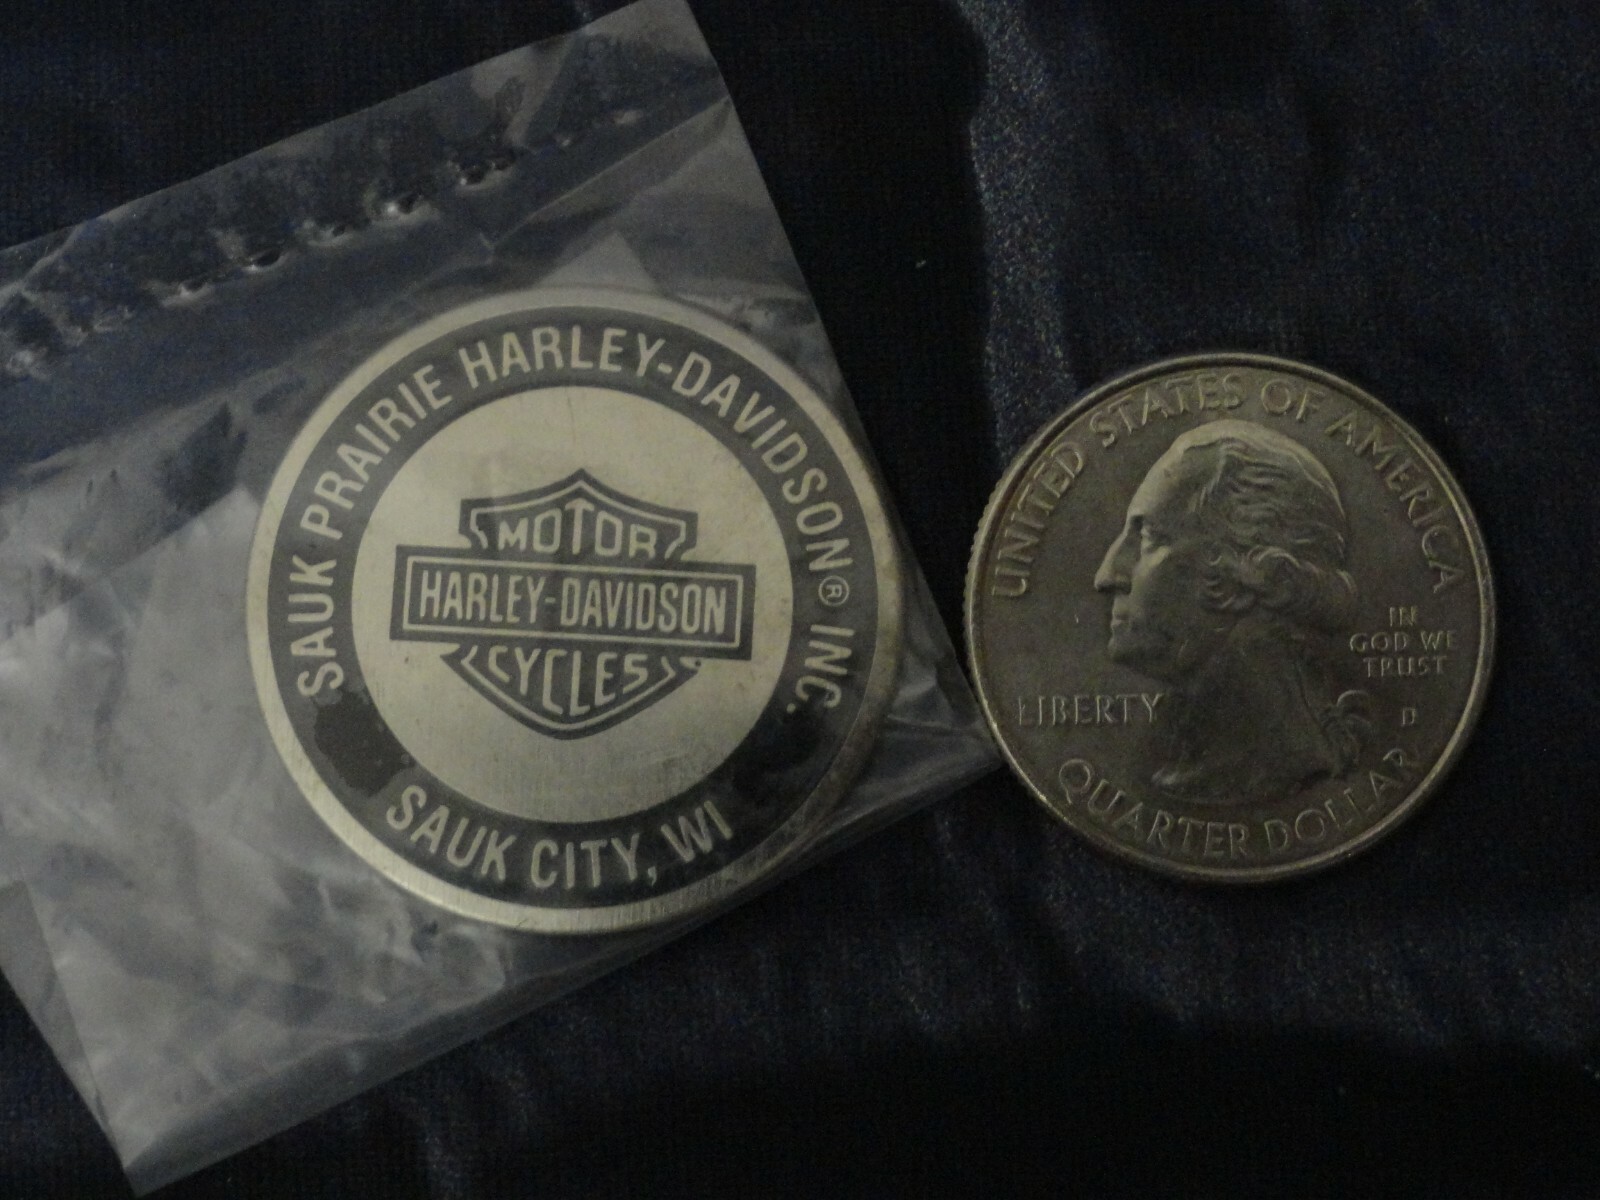 SAUK PRAIRIE HARLEY-DAVIDSON® INC.
MOTOR
HARLEY-DAVIDSON
CYCLES
SAUK CITY, WI
UNITED STATES OF AMERICA
IN
GOD WE
TRUST
LIBERTY
D
QUARTER DOLLAR